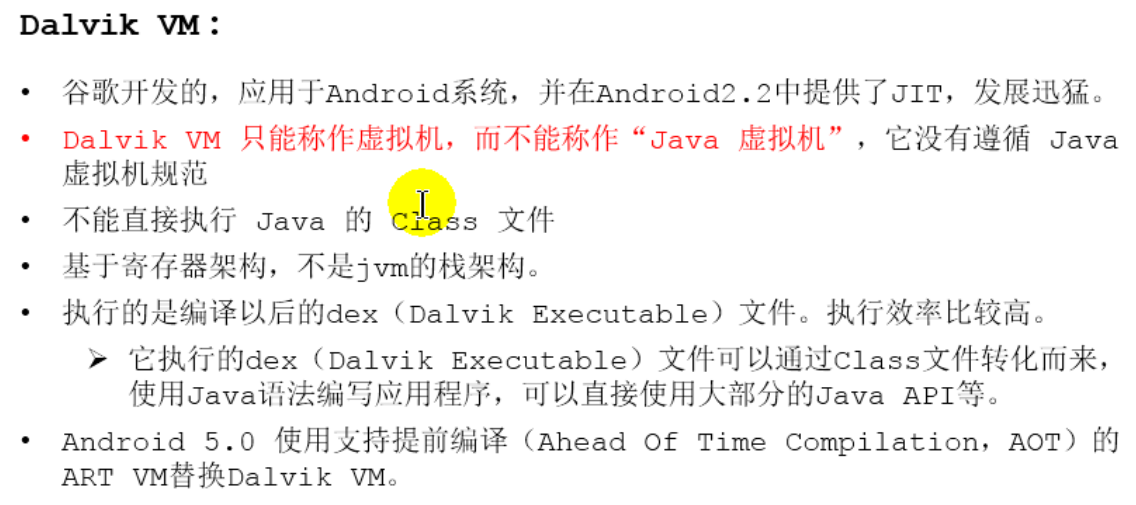 Dalvik VM：
• 谷歌开发的，应用于Android系统，并在Android2.2中提供了JIT，发展迅猛。
• Dalvik VM 只能称作虚拟机，而不能称作“Java 虚拟机”，它没有遵循 Java
虚拟机规范
• 不能直接执行 Java 的 Class 文件
• 基于寄存器架构，不是jvm的栈架构。
• 执行的是编译以后的dex（Dalvik Executable）文件。执行效率比较高。
➢ 它执行的dex（Dalvik Executable）文件可以通过Class文件转化而来，
使用Java语法编写应用程序，可以直接使用大部分的Java API等。
• Android 5.0 使用支持提前编译（Ahead Of Time Compilation，AOT）的
ART VM替换Dalvik VM。